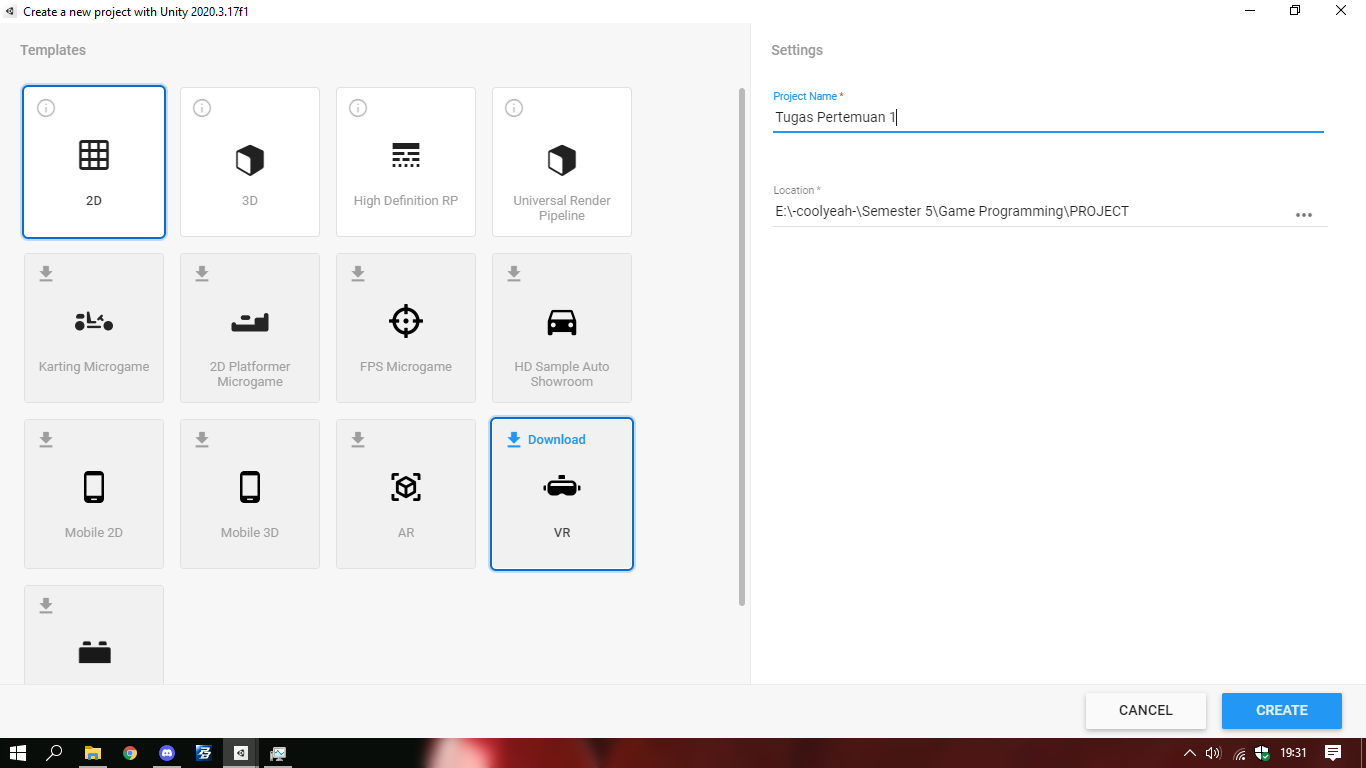 Create a new project with Unity 2020.3.17f1
Templates
2D
3D
High Definition RP
Universal Render
Pipeline
Karting Microgame
2D Platformer
Microgame
FPS Microgame
HD Sample Auto
Showroom
Mobile 2D
Mobile 3D
AR
Download
VR
Settings
Project Name *
Tugas Pertemuan 1
Location *
E:\-coolyeah-\Semester 5\Game Programming\PROJECT
CANCEL
CREATE
19:31